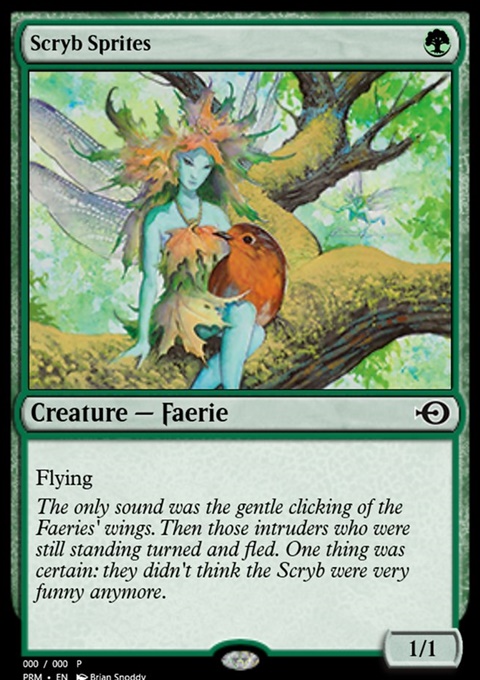 Scryb Sprites
Creature — Faerie
Flying
The only sound was the gentle clicking of the
Faeries' wings. Then those intruders who were
still standing turned and fled. One thing was
certain: they didn't think the Scryb were very
funny anymore.
1/1
000 / 000 P
PRM • EN Brian Snoddy